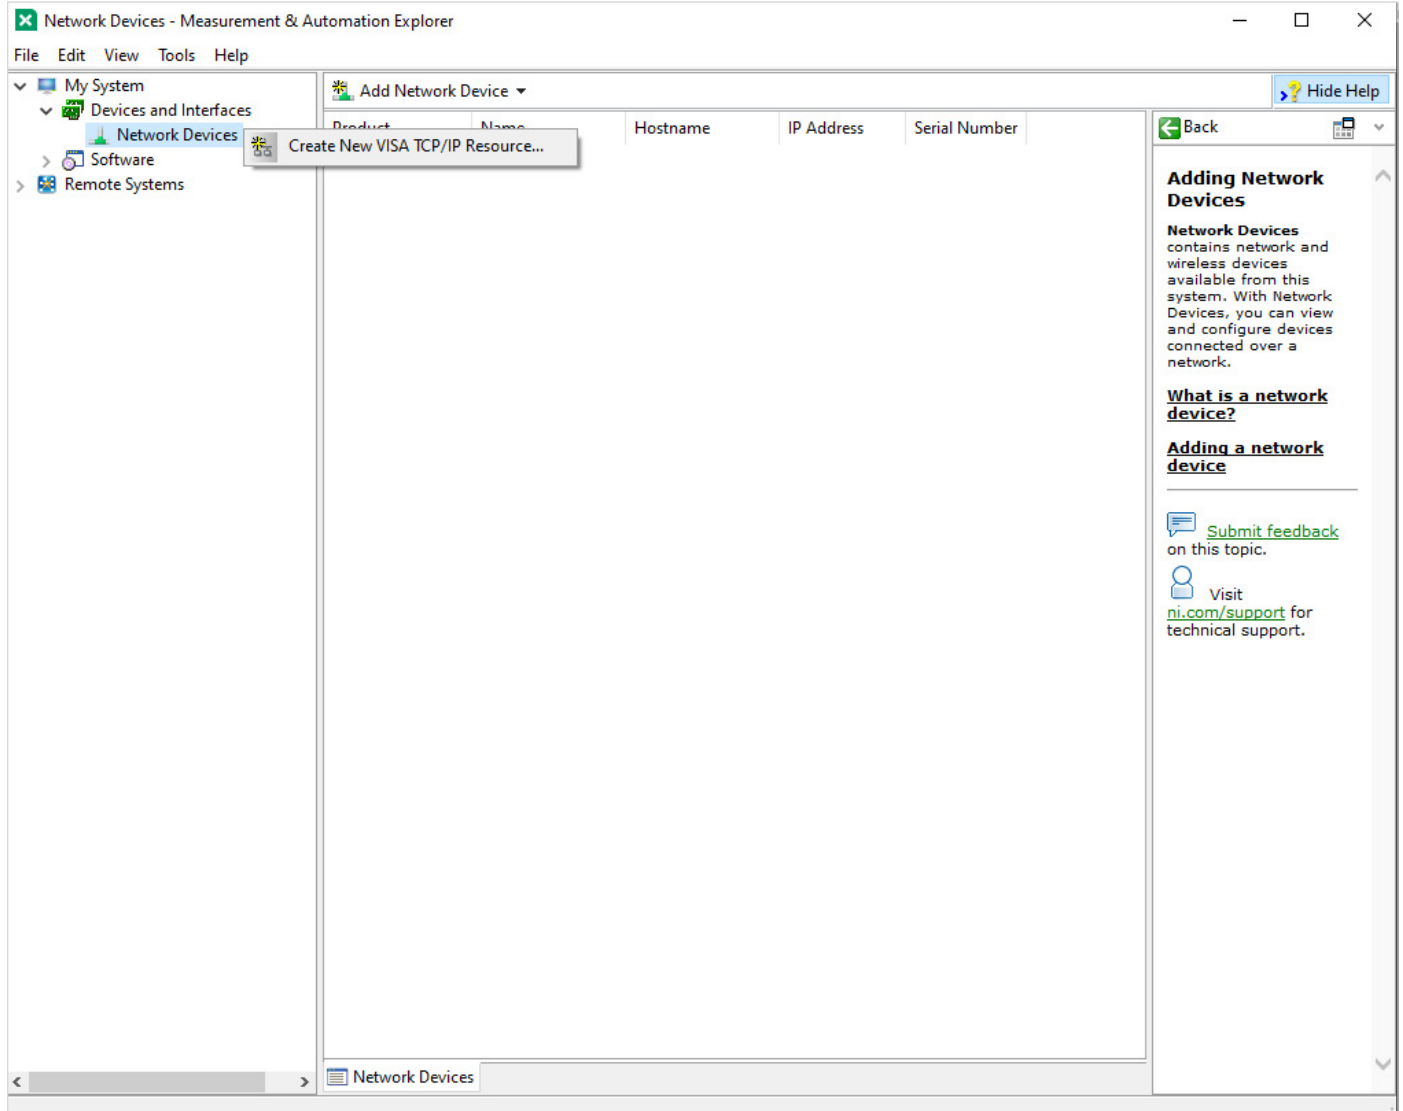 Network Devices - Measurement & Automation Explorer
File Edit View Tools Help
My System
Devices and Interfaces
Network Devices
Software
Remote Systems
Create New VISA TCP/IP Resource...
Add Network Device
Hide Help
Product Name Hostname IP Address Serial Number
Back
Adding Network
Devices
Network Devices
contains network and
wireless devices
available from this
system. With Network
Devices, you can view
and configure devices
connected over a
network.
What is a network
device?
Adding a network
device
Submit feedback
on this topic.
Visit
ni.com/support for
technical support.
Network Devices